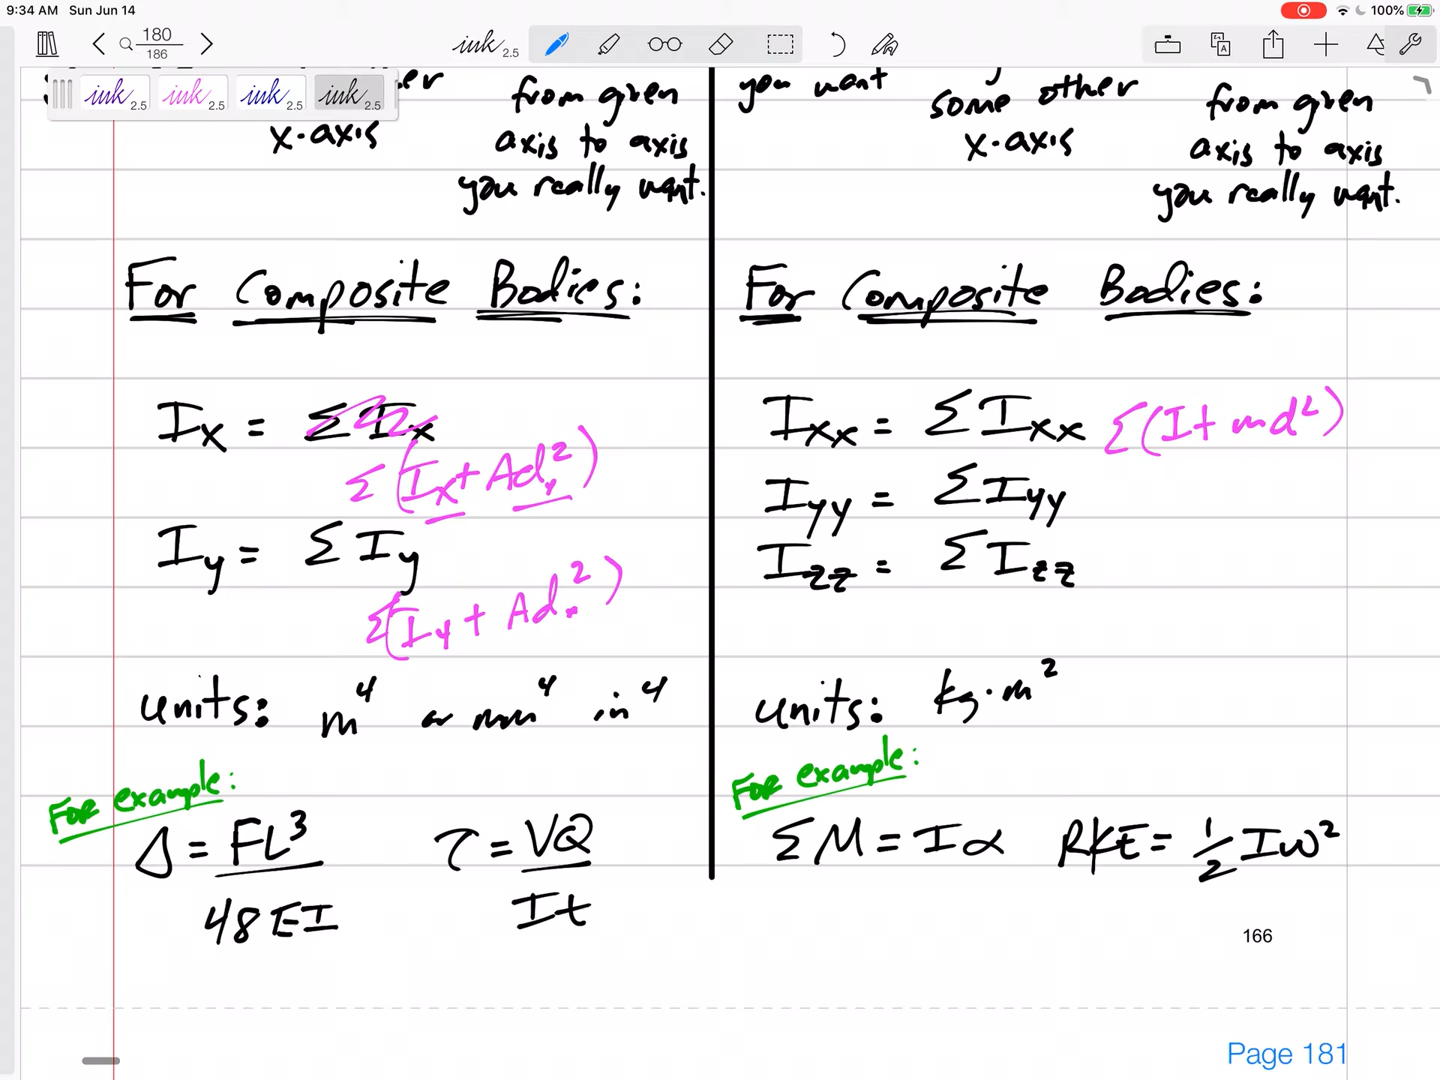 9:34 AM Sun Jun 14
100%
180
186
ink 2.5
ink 2.5 ink 2.5 ink 2.5 ink 2.5
from given
x-axis axis to axis
you really want.
you want some other from given
x-axis axis to axis
you really want.
For Composite Bodies:
Ix = ΣIx
Σ(Ix + Ady²)
Iy = ΣIy
Σ(Iy + Adx²)
units: m⁴ or mm⁴ in⁴
For example:
Δ = FL³ / 48EI τ = VQ / It
For Composite Bodies:
Ixx = ΣIxx Σ(I + md²)
Iyy = ΣIyy
Izz = ΣIzz
units: kg·m²
For example:
ΣM = Iα RKE = ½Iω²
166
Page 181